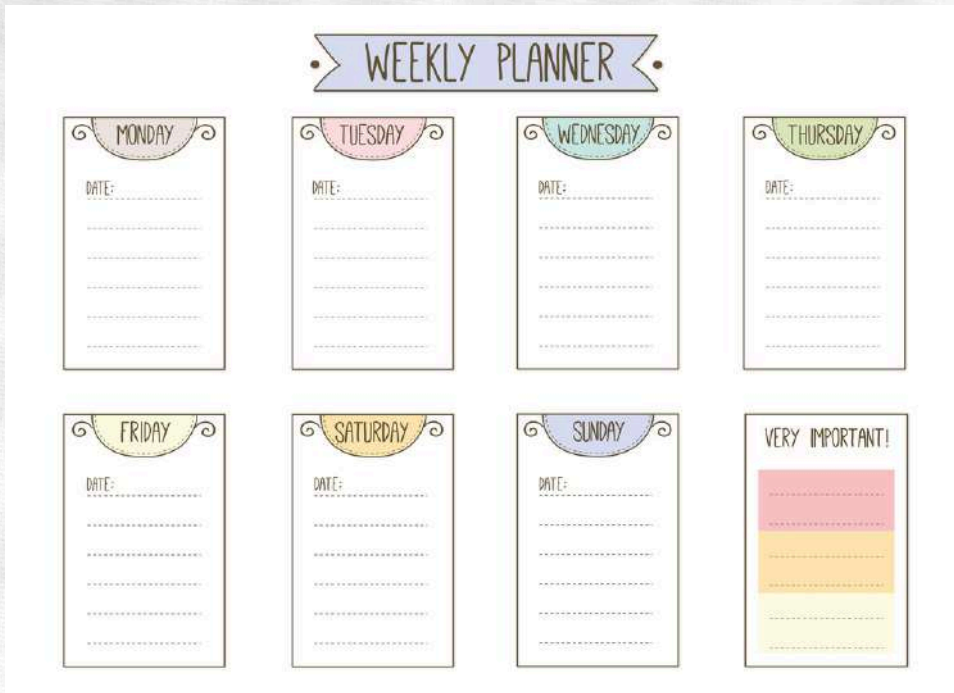 WEEKLY PLANNER
MONDAY
DATE:
TUESDAY
DATE:
WEDNESDAY
DATE:
THURSDAY
DATE:
FRIDAY
DATE:
SATURDAY
DATE:
SUNDAY
DATE:
VERY IMPORTANT!